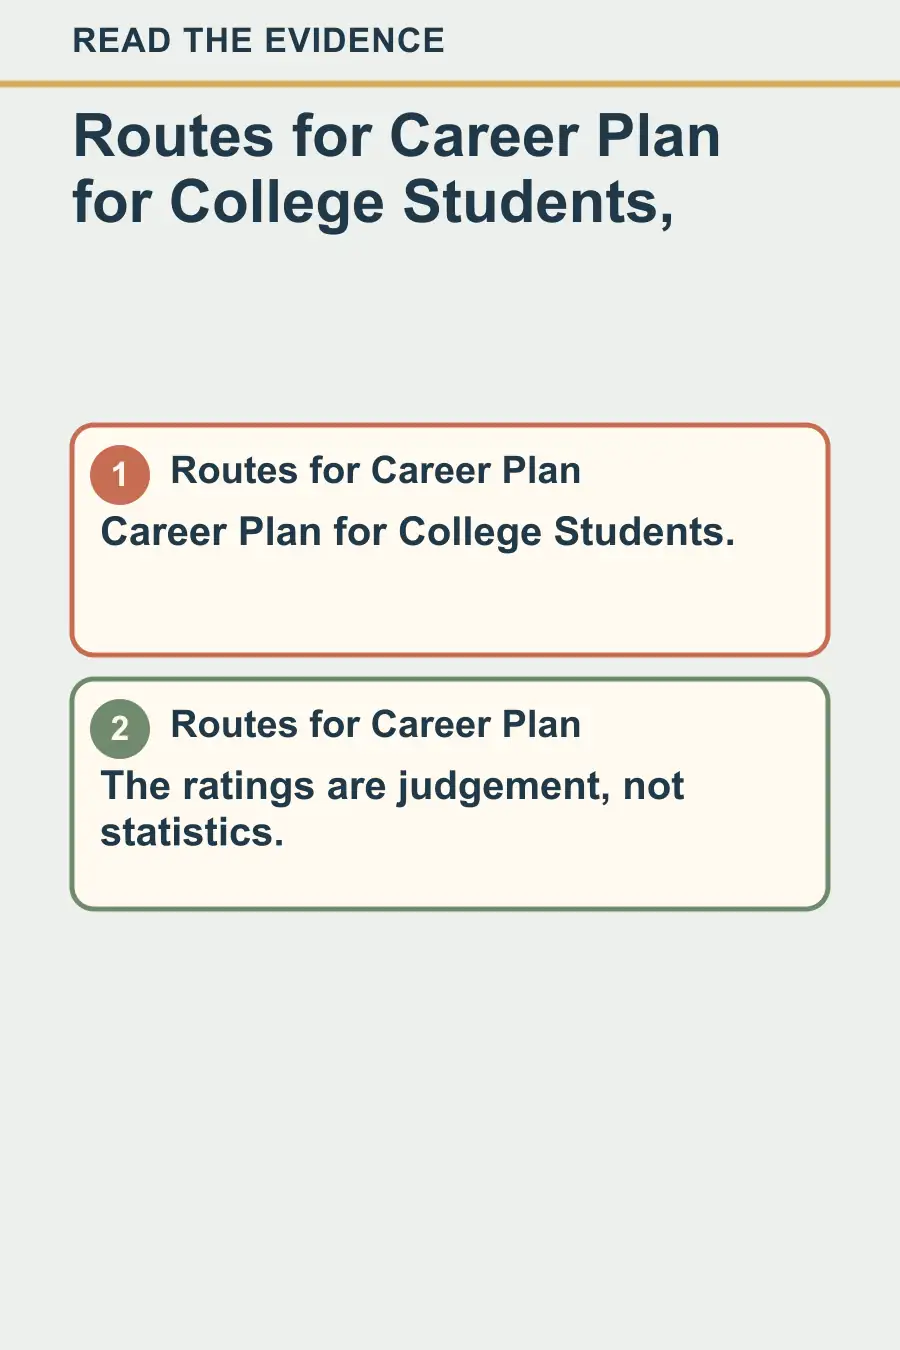 READ THE EVIDENCE
Routes for Career Plan
for College Students,
1 Routes for Career Plan
Career Plan for College Students.
2 Routes for Career Plan
The ratings are judgement, not
statistics.